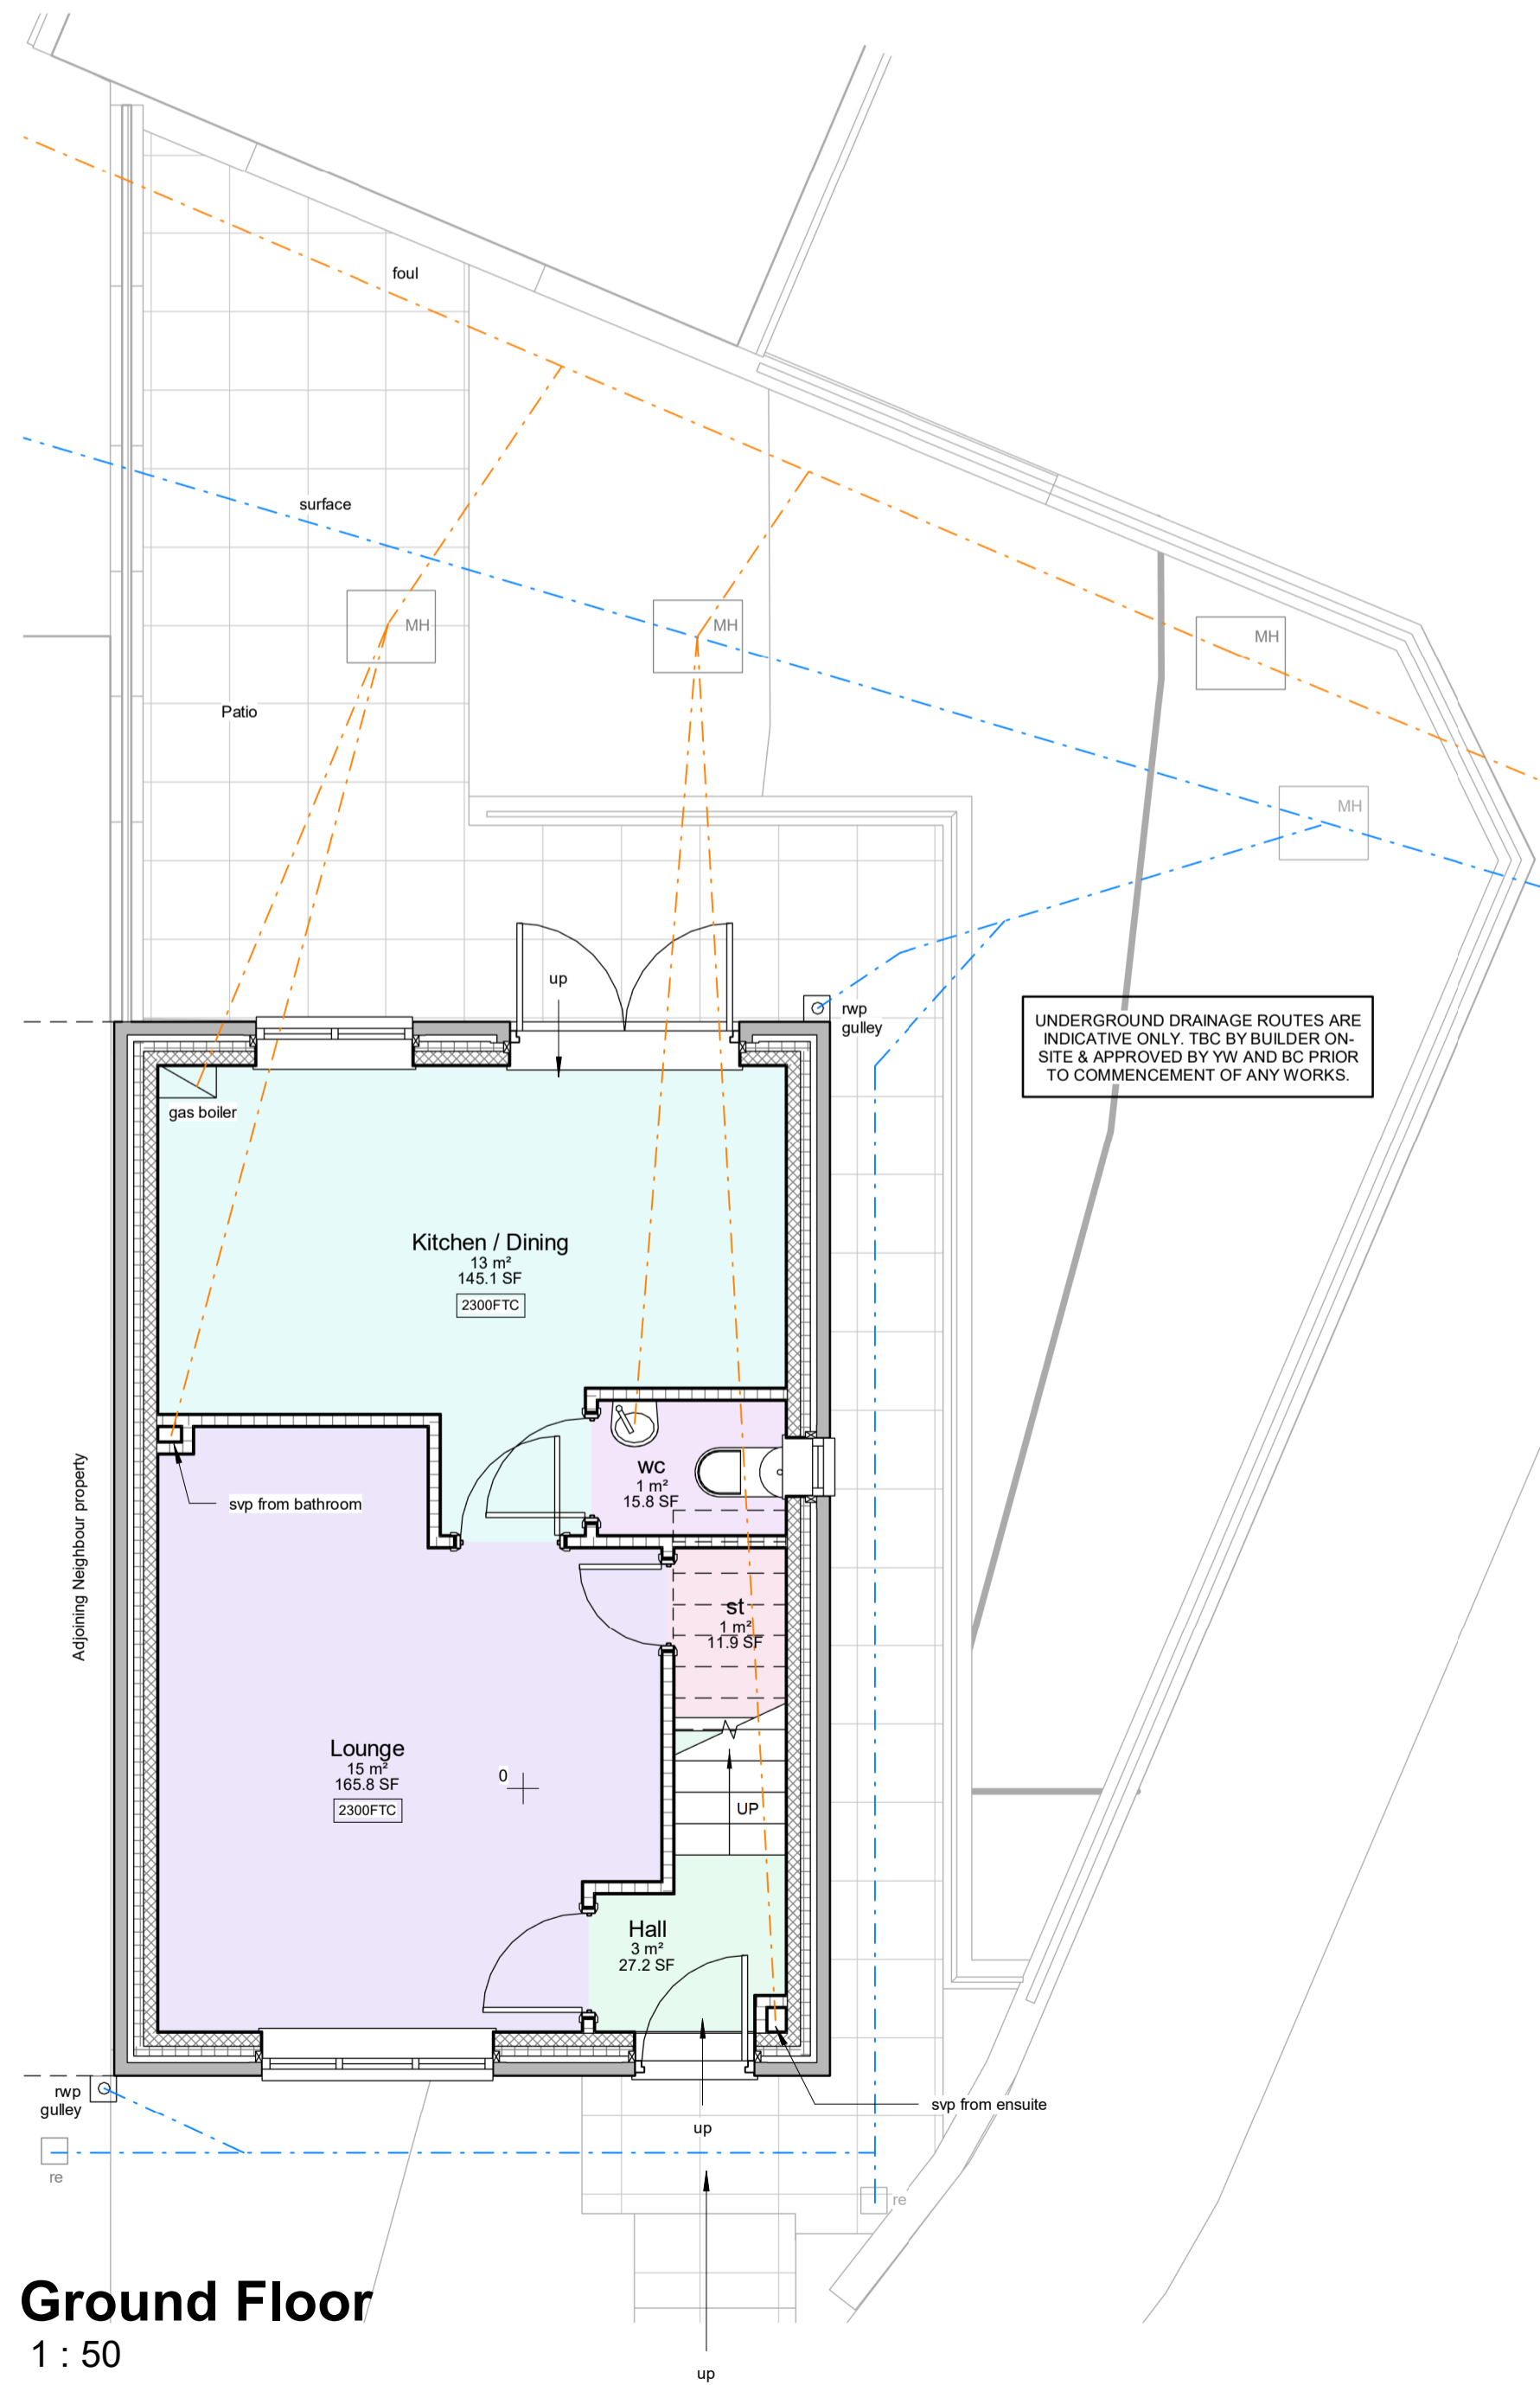 foul
surface
MH
MH
MH
Patio
MH
up
rwp
gulley
UNDERGROUND DRAINAGE ROUTES ARE
INDICATIVE ONLY. TBC BY BUILDER ON-
SITE & APPROVED BY YW AND BC PRIOR
TO COMMENCEMENT OF ANY WORKS.
gas boiler
Kitchen / Dining
13 m²
145.1 SF
2300FTC
wc
1 m²
15.8 SF
svp from bathroom
Adjoining Neighbour property
st
1 m²
11.9 SF
Lounge
15 m²
165.8 SF
2300FTC
0
UP
Hall
3 m²
27.2 SF
rwp
gulley
svp from ensuite
up
re
re
Ground Floor
1 : 50
up